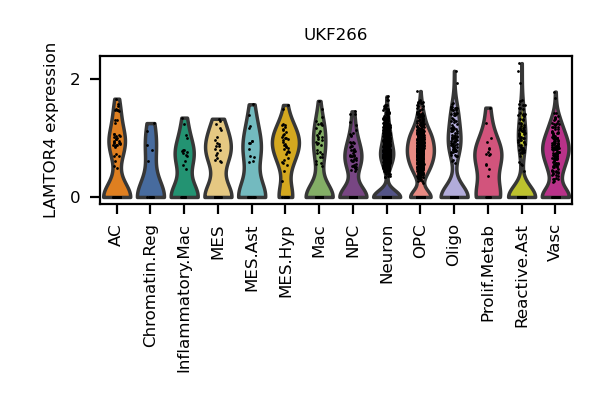 UKF266
LAMTOR4 expression
2
0
AC
Chromatin.Reg
Inflammatory.Mac
MES
MES.Ast
MES.Hyp
Mac
NPC
Neuron
OPC
Oligo
Prolif.Metab
Reactive.Ast
Vasc